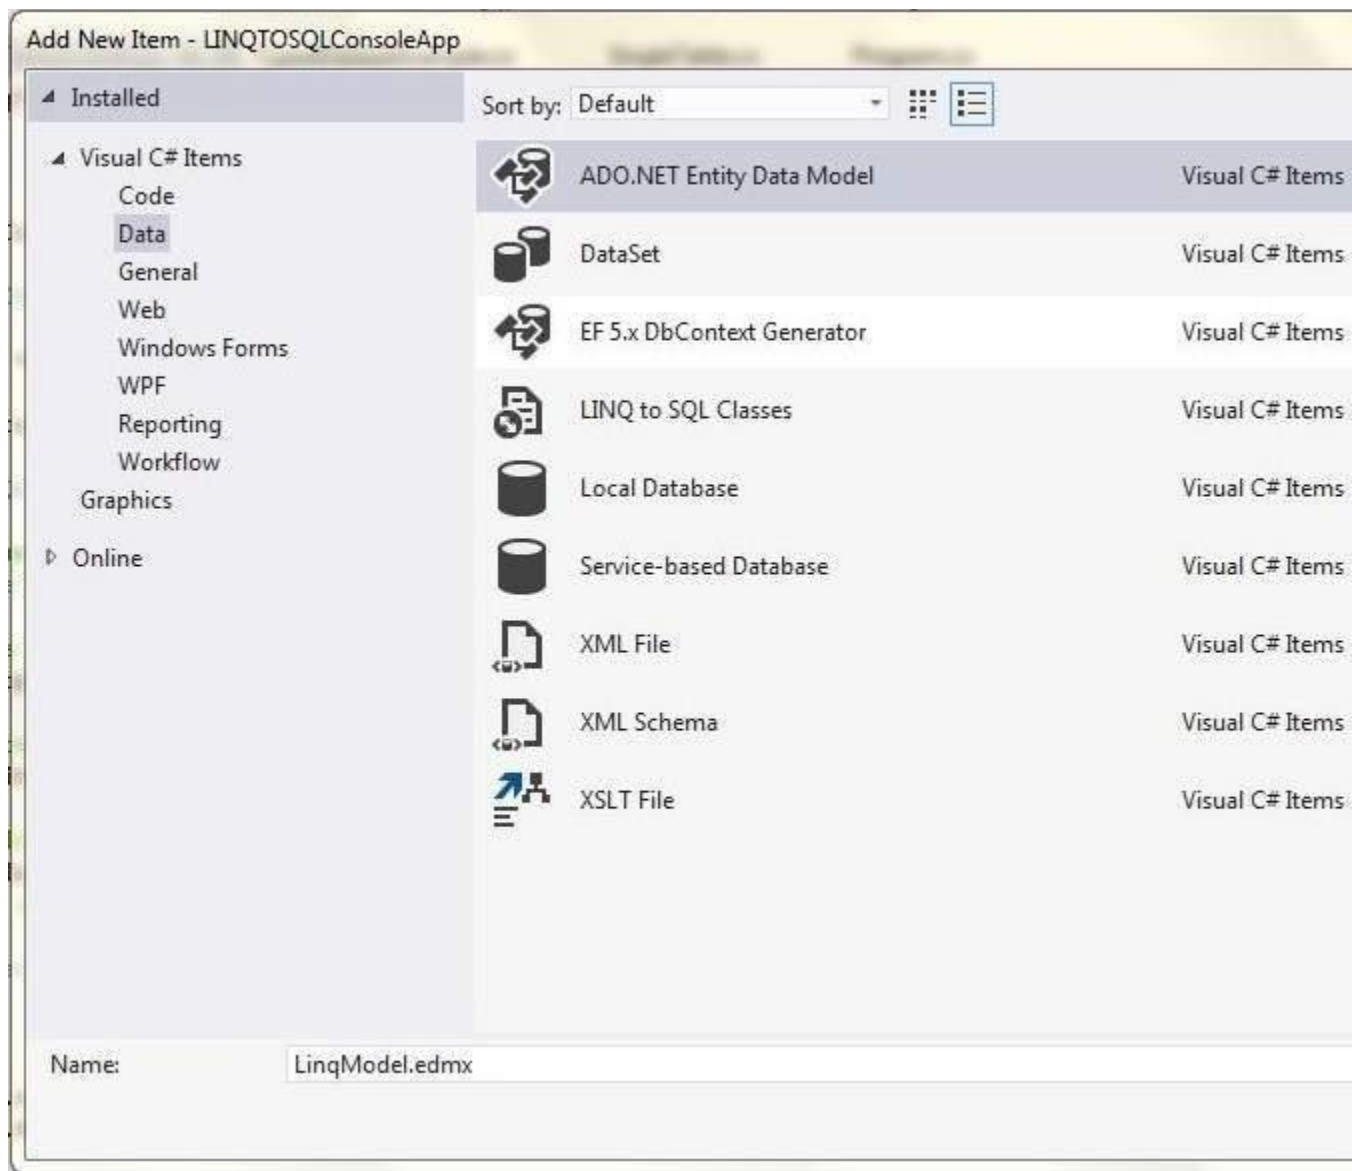 Add New Item - LINQTOSQLConsoleApp
Installed
Visual C# Items
Code
Data
General
Web
Windows Forms
WPF
Reporting
Workflow
Graphics
Online
Sort by: Default
ADO.NET Entity Data Model Visual C# Items
DataSet Visual C# Items
EF 5.x DbContext Generator Visual C# Items
LINQ to SQL Classes Visual C# Items
Local Database Visual C# Items
Service-based Database Visual C# Items
XML File Visual C# Items
XML Schema Visual C# Items
XSLT File Visual C# Items
Name: LinqModel.edmx